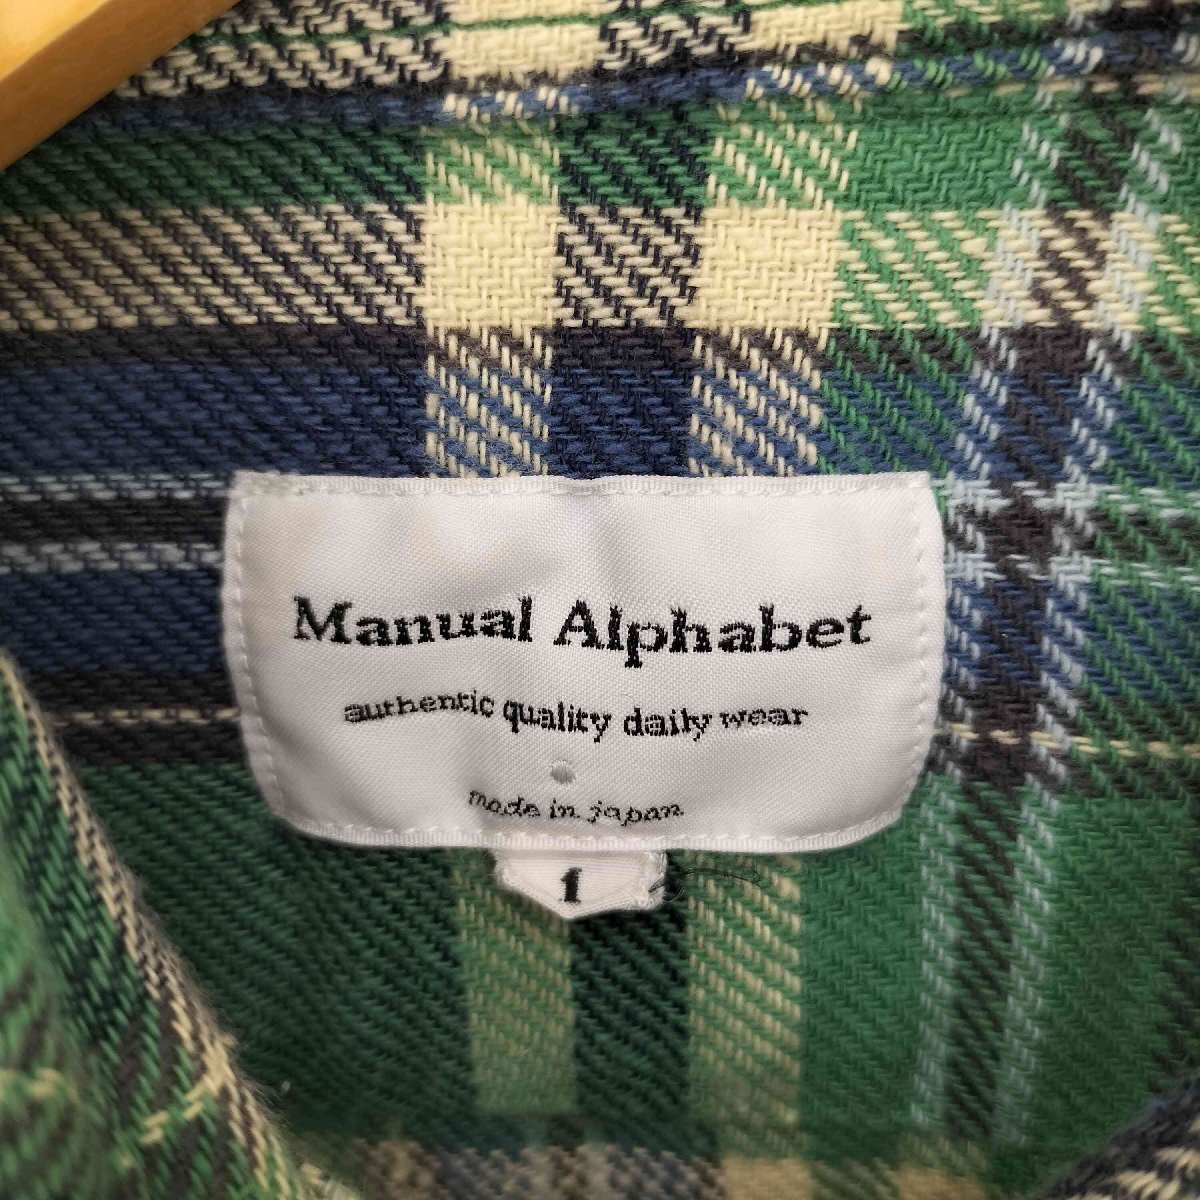 Manual Alphabet
authentic quality daily wear
made in japan
1